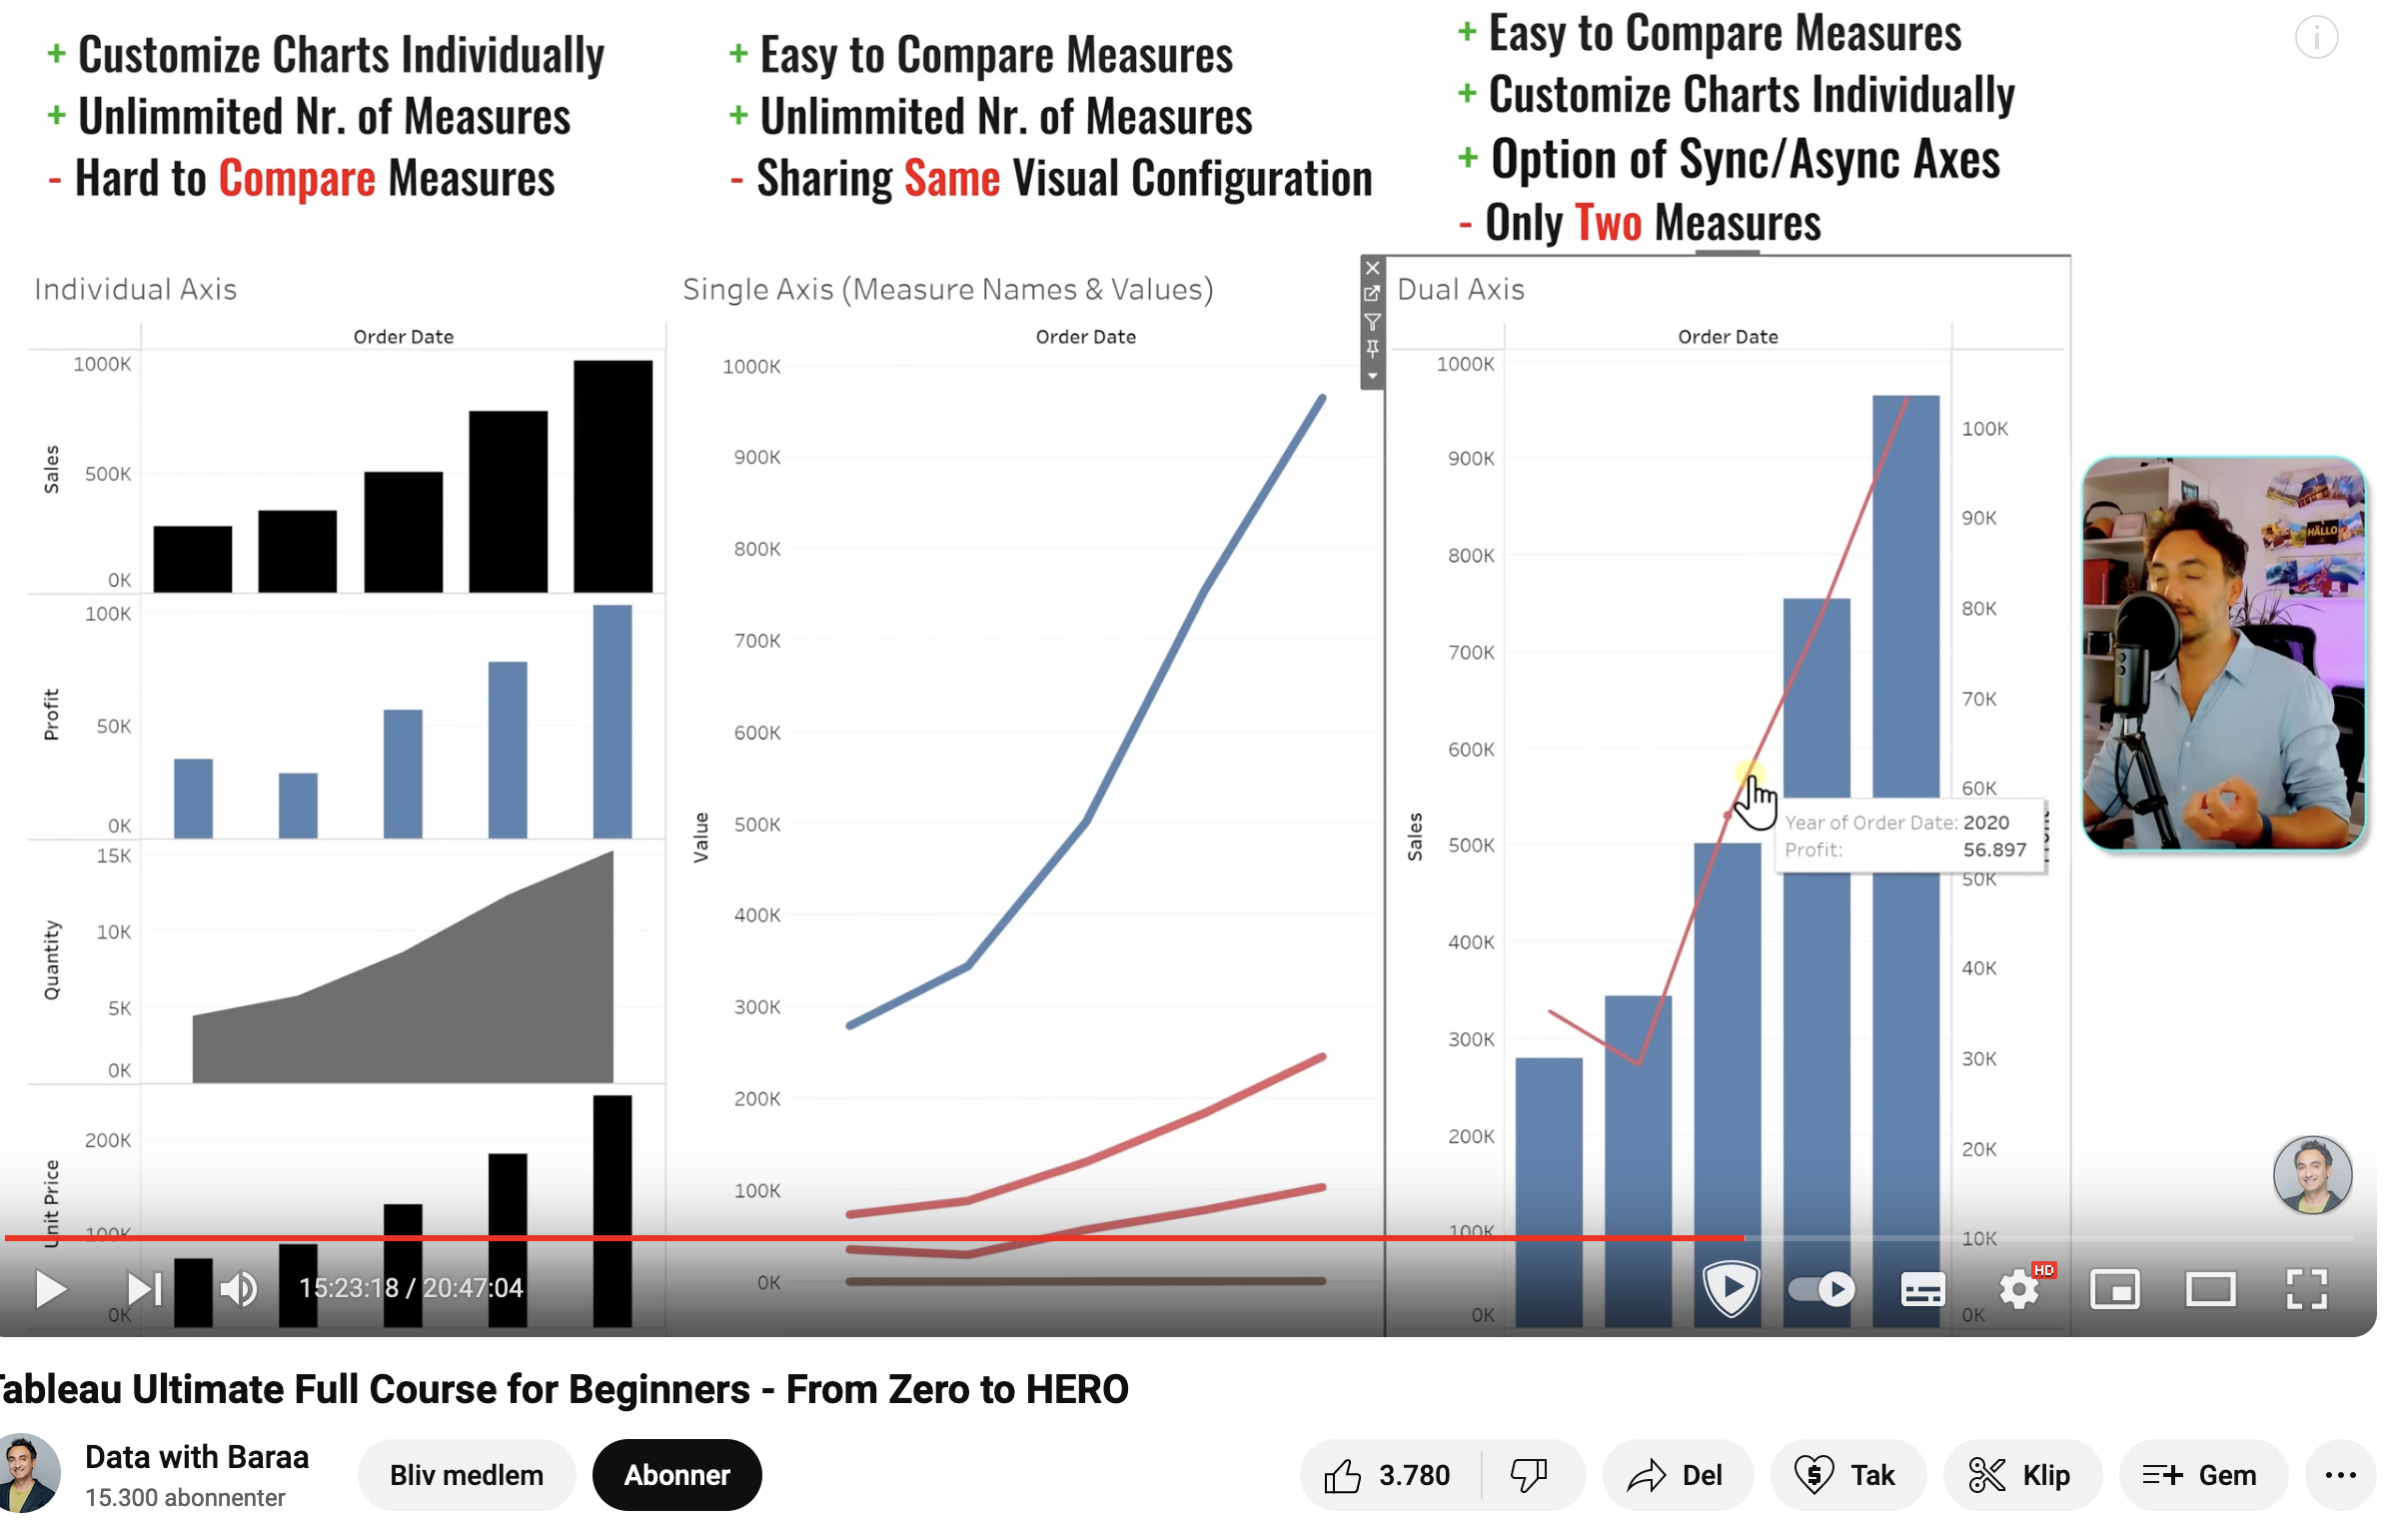 + Customize Charts Individually
+ Unlimmited Nr. of Measures
- Hard to Compare Measures
+ Easy to Compare Measures
+ Unlimmited Nr. of Measures
- Sharing Same Visual Configuration
+ Easy to Compare Measures
+ Customize Charts Individually
+ Option of Sync/Async Axes
- Only Two Measures
Individual Axis
Order Date
Sales
1000K
500K
0K
Profit
100K
50K
0K
Quantity
15K
10K
5K
0K
Unit Price
200K
100K
0K
Single Axis (Measure Names & Values)
Order Date
Value
1000K
900K
800K
700K
600K
500K
400K
300K
200K
100K
0K
Dual Axis
Order Date
Sales
1000K
900K
800K
700K
600K
500K
400K
300K
200K
100K
0K
100K
90K
80K
70K
60K
50K
40K
30K
20K
10K
0K
Year of Order Date: 2020
Profit: 56.897
HALLO
15:23:18 / 20:47:04
HD
Tableau Ultimate Full Course for Beginners - From Zero to HERO
Data with Baraa
15.300 abonnenter
Bliv medlem
Abonner
3.780
Del
Tak
Klip
Gem